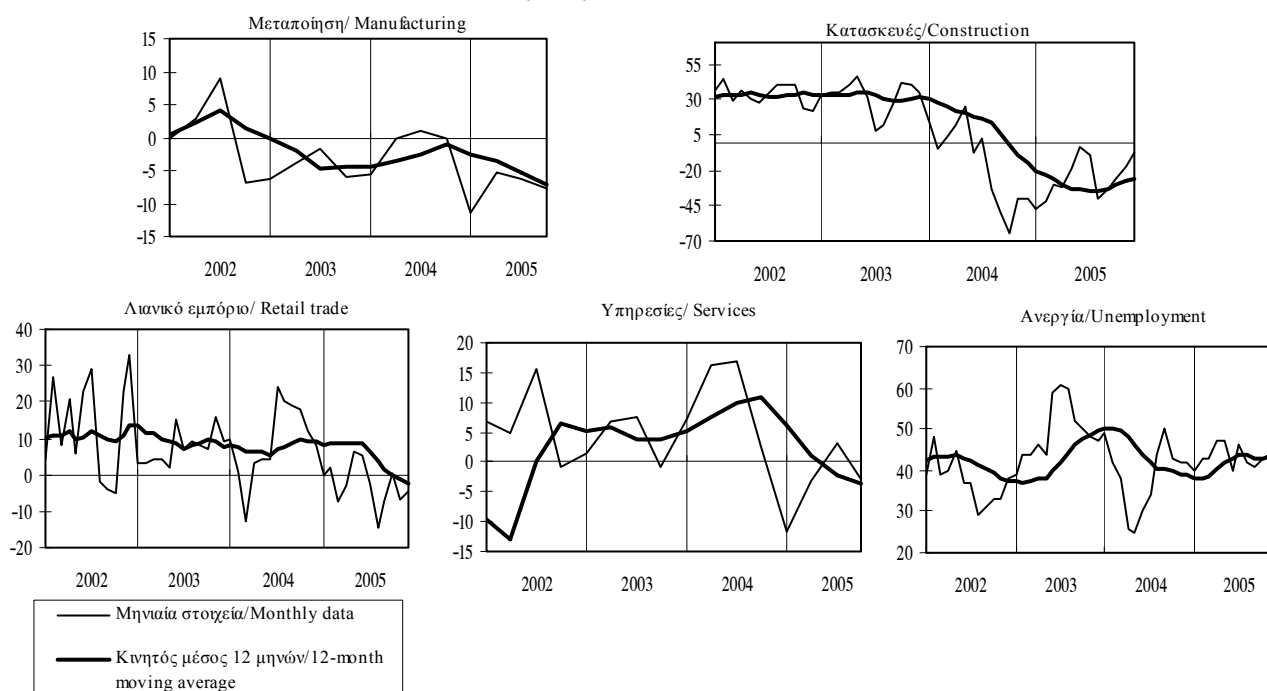 Μεταποίηση/ Manufacturing
15
10
5
0
-5
-10
-15
2002 2003 2004 2005
Κατασκευές/Construction
55
30
5
-20
-45
-70
2002 2003 2004 2005
Λιανικό εμπόριο/ Retail trade
40
30
20
10
0
-10
-20
2002 2003 2004 2005
Υπηρεσίες/ Services
20
15
10
5
0
-5
-10
-15
2002 2003 2004 2005
Ανεργία/Unemployment
70
60
50
40
30
20
2002 2003 2004 2005
Μηνιαία στοιχεία/Monthly data
Κινητός μέσος 12 μηνών/12-month
moving average